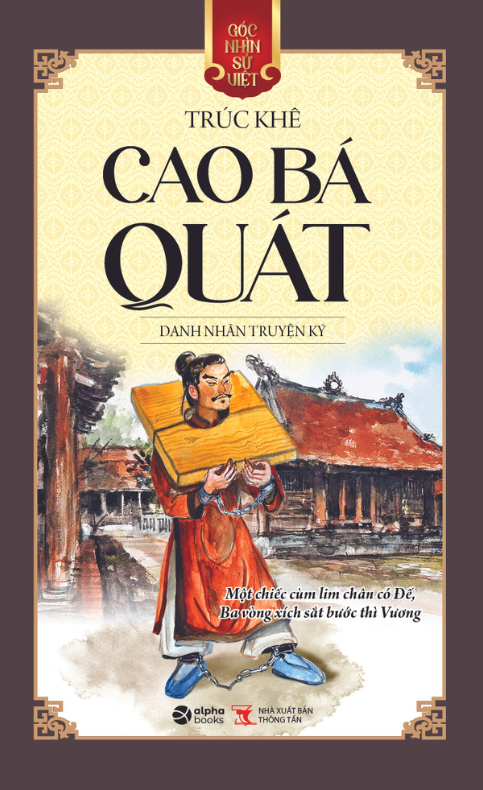 GÓC
NHÌN
SỬ
VIỆT
TRÚC KHÊ
CAO BÁ
QUÁT
DANH NHÂN TRUYỆN KÝ
Một chiếc cùm lim chân có Đế,
Ba vòng xích sắt bước thì Vương
alpha
books
NHÀ XUẤT BẢN
THÔNG TẤN